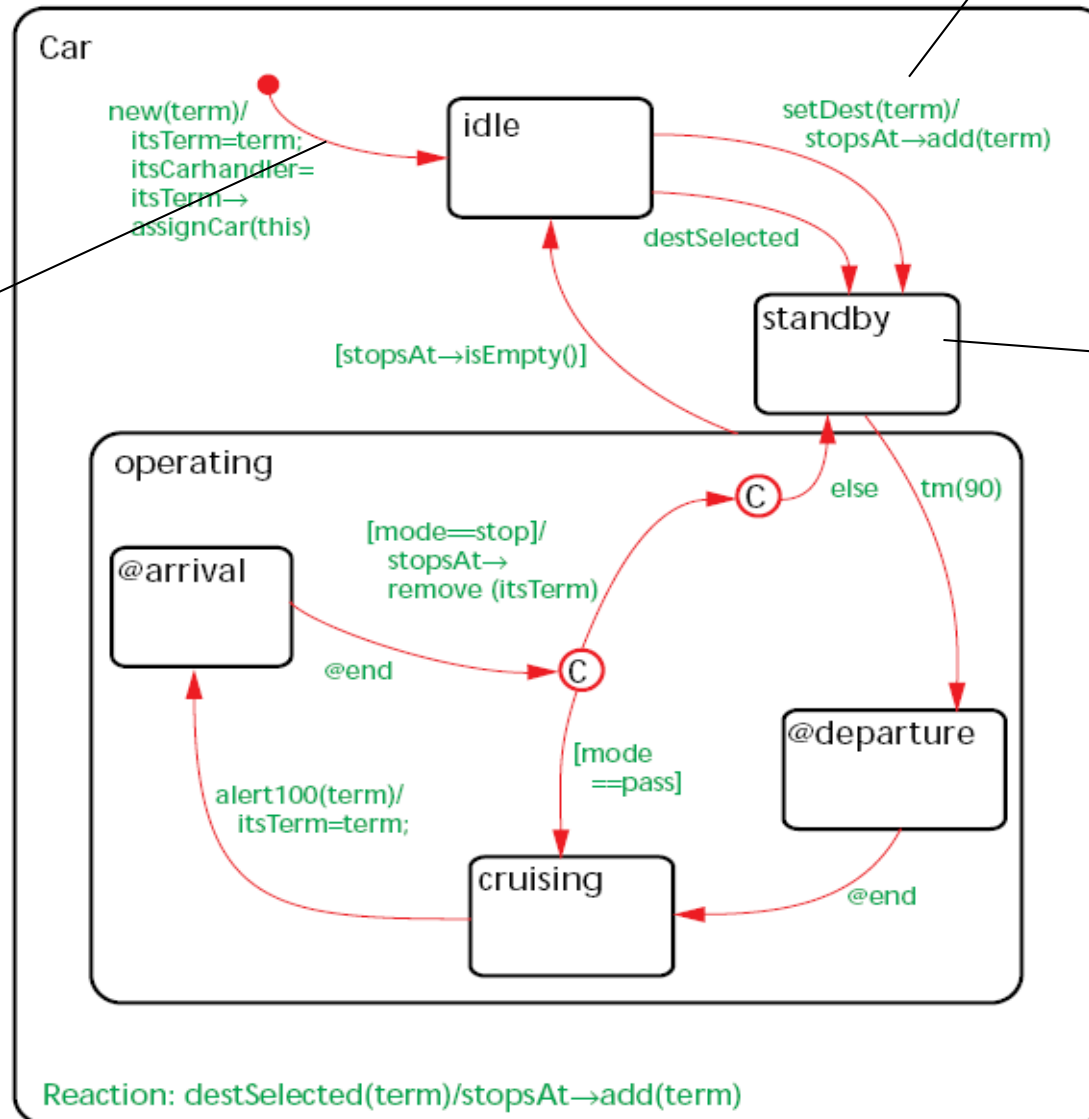 Car
new(term)/
itsTerm=term;
itsCarhandler=
itsTerm→
assignCar(this)
idle
setDest(term)/
stopsAt→add(term)
destSelected
standby
[stopsAt→isEmpty()]
operating
C
else
tm(90)
[mode==stop]/
stopsAt→
remove (itsTerm)
@arrival
@end
C
@departure
[mode
==pass]
alert100(term)/
itsTerm=term;
cruising
@end
Reaction: destSelected(term)/stopsAt→add(term)